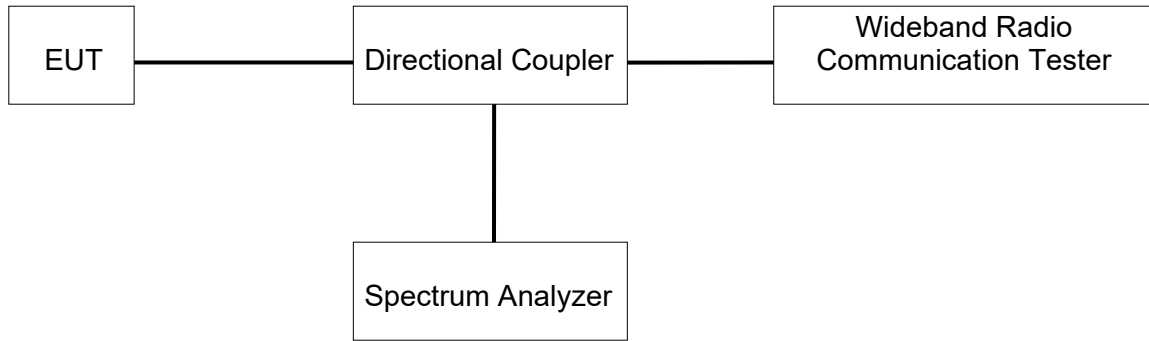 EUT
Directional Coupler
Wideband Radio
Communication Tester
Spectrum Analyzer